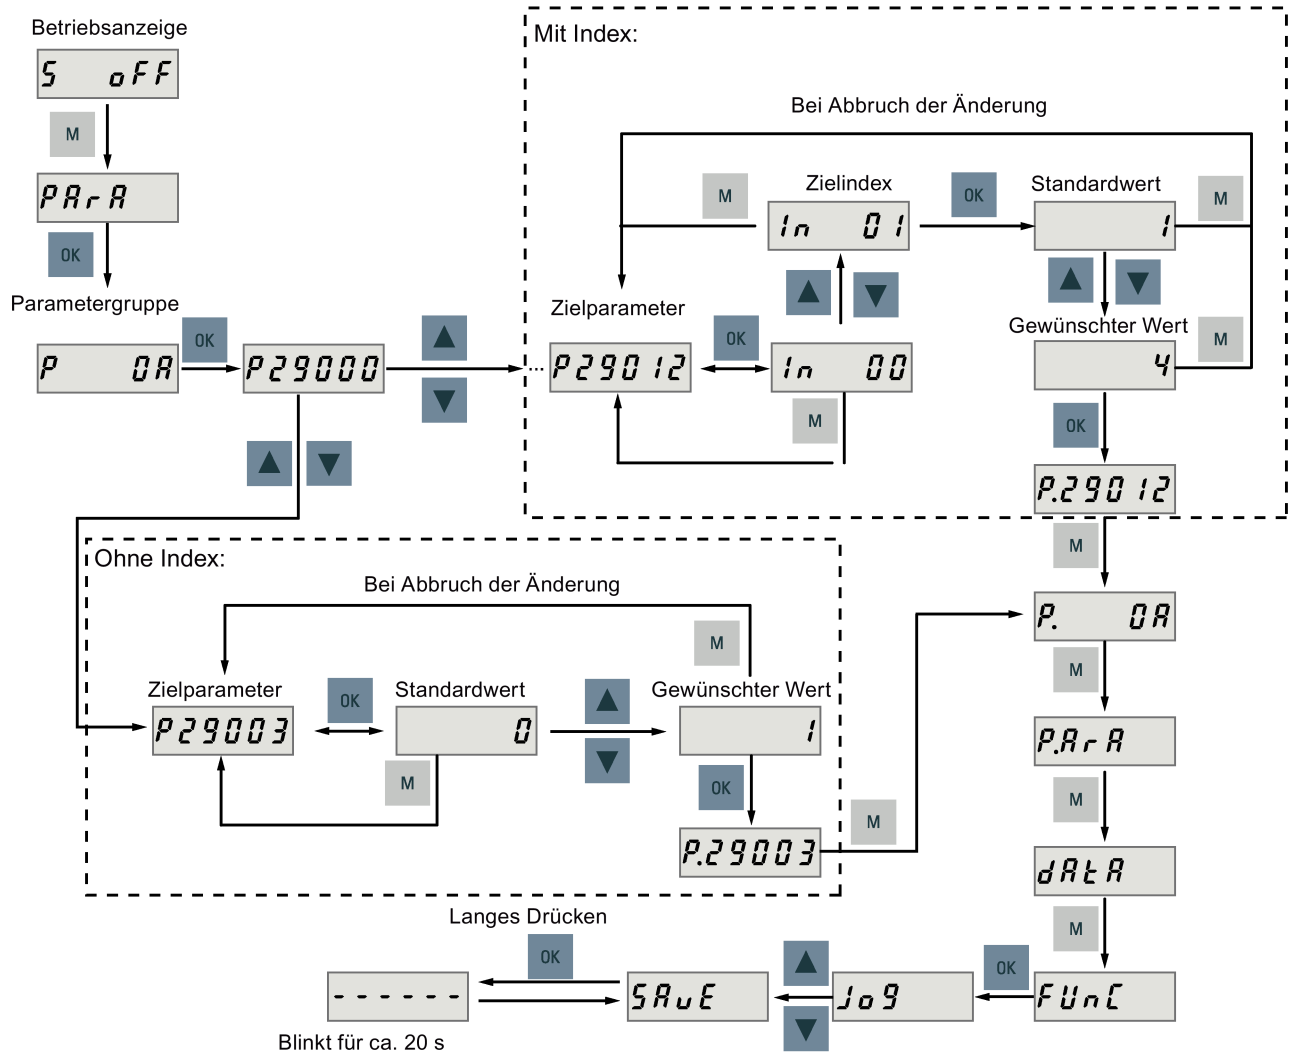 Betriebsanzeige
S oFF
M
PArA
OK
Parametergruppe
P 0A
OK
P29000
Mit Index:
Bei Abbruch der Änderung
M
Zielindex
In 01
OK
Standardwert
1
M
Zielparameter
P29012
OK
In 00
M
Gewünschter Wert
4
M
OK
P.29012
M
...
Ohne Index:
Bei Abbruch der Änderung
M
Zielparameter
P29003
OK
Standardwert
0
M
Gewünschter Wert
1
OK
P.29003
M
P. 0A
M
P.ArA
M
dAtA
M
FUnC
OK
Jog
SAvE
Langes Drücken
OK
- - - - - -
Blinkt für ca. 20 s